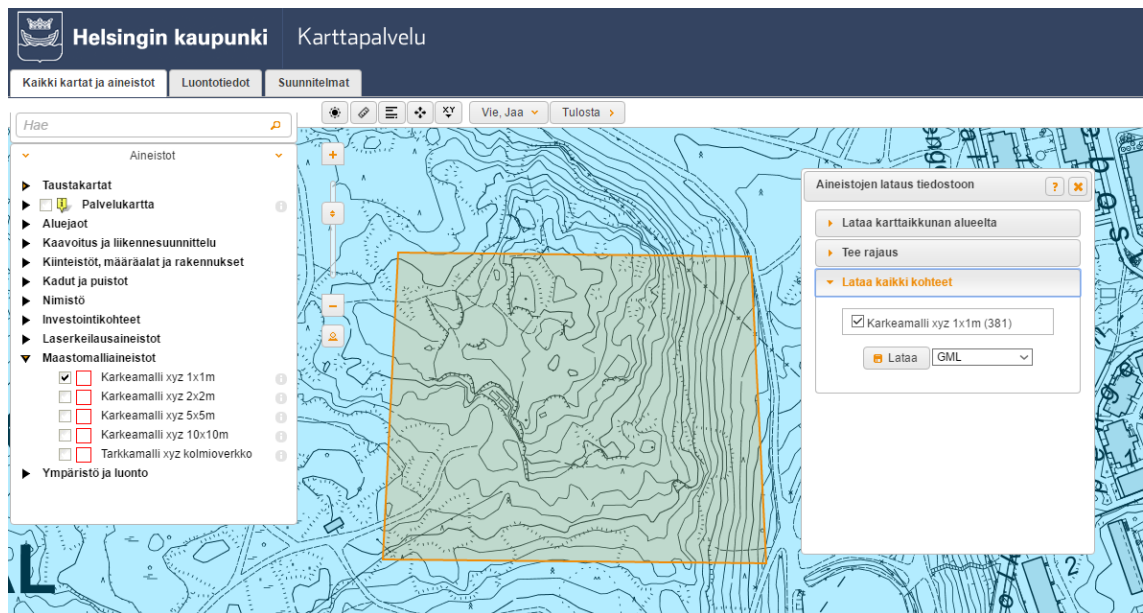 Helsingin kaupunki Karttapalvelu
Kaikki kartat ja aineistot Luontotiedot Suunnitelmat
Hae
XY Vie, Jaa Tulosta
Aineistot
Taustakartat
Palvelukartta
Aluejaot
Kaavoitus ja liikennesuunnittelu
Kiinteistöt, määräalat ja rakennukset
Kadut ja puistot
Nimistö
Investointikohteet
Laserkeilausaineistot
Maastomalliaineistot
Karkeamalli xyz 1x1m
Karkeamalli xyz 2x2m
Karkeamalli xyz 5x5m
Karkeamalli xyz 10x10m
Tarkkamalli xyz kolmioverkko
Ympäristö ja luonto
Aineistojen lataus tiedostoon ?
Lataa karttaikkunan alueelta
Tee rajaus
Lataa kaikki kohteet
Karkeamalli xyz 1x1m (381)
Lataa GML
AL
2